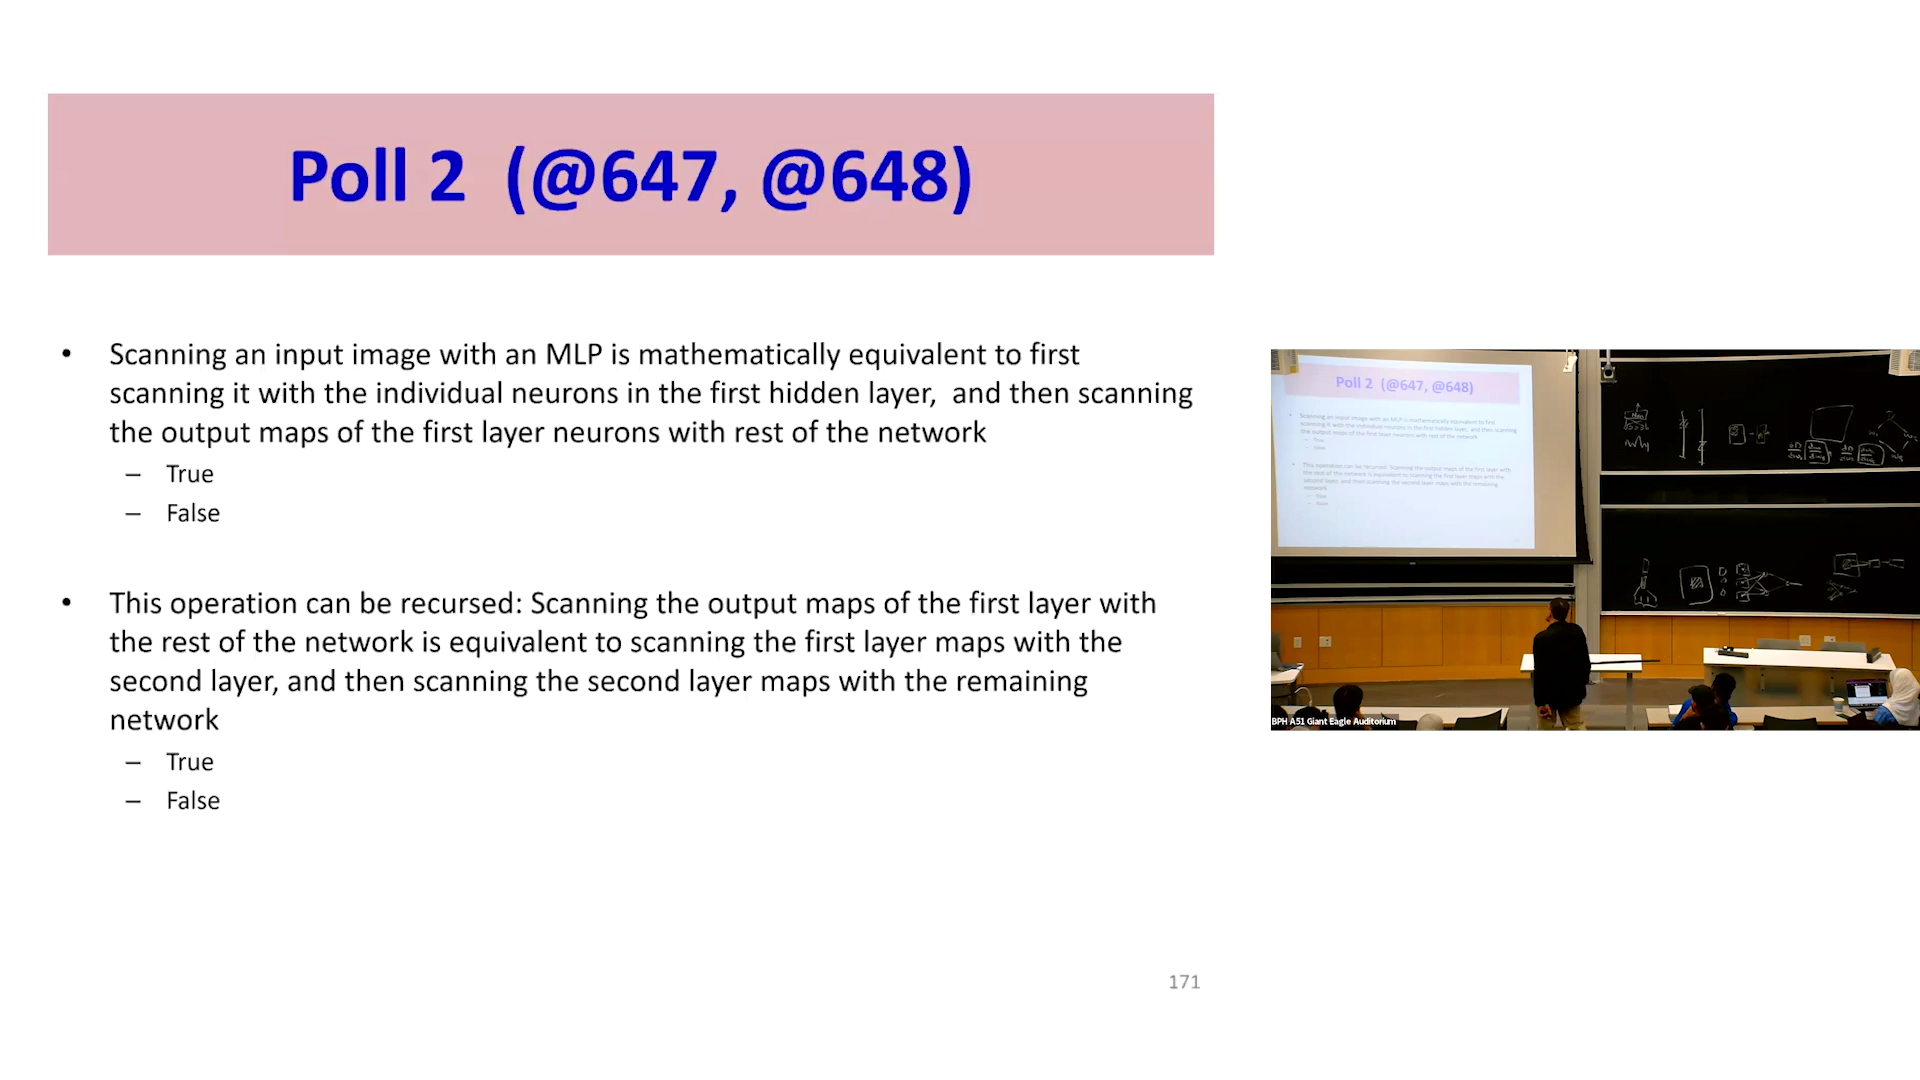 Poll 2  (@647, @648)
• Scanning an input image with an MLP is mathematically equivalent to first
scanning it with the individual neurons in the first hidden layer,  and then scanning
the output maps of the first layer neurons with rest of the network
– True
– False
• This operation can be recursed: Scanning the output maps of the first layer with
the rest of the network is equivalent to scanning the first layer maps with the
second layer, and then scanning the second layer maps with the remaining
network
– True
– False
171
Poll 2 (@647, @648)
BPH A51 Giant Eagle Auditorium